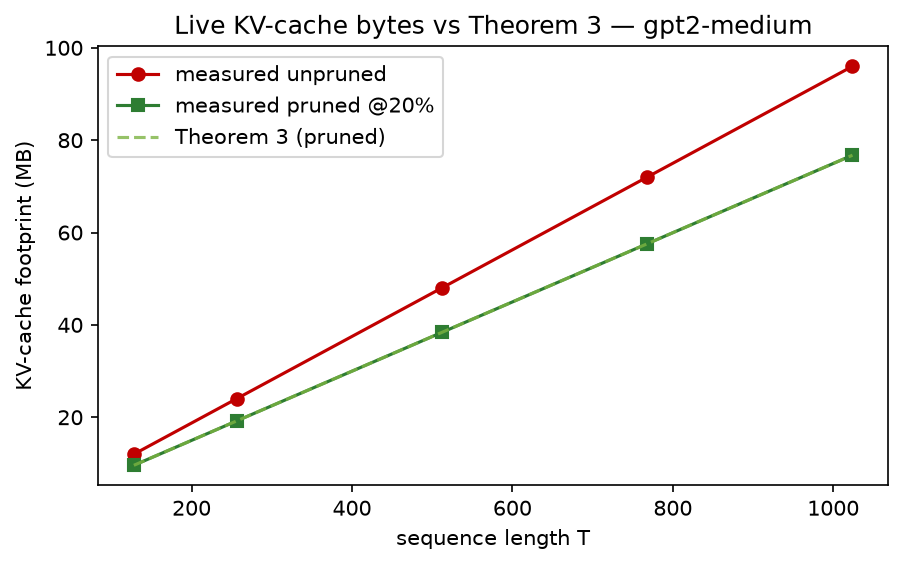 Live KV-cache bytes vs Theorem 3 — gpt2-medium
measured unpruned
measured pruned @20%
Theorem 3 (pruned)
KV-cache footprint (MB)
100
80
60
40
20
200 400 600 800 1000
sequence length T